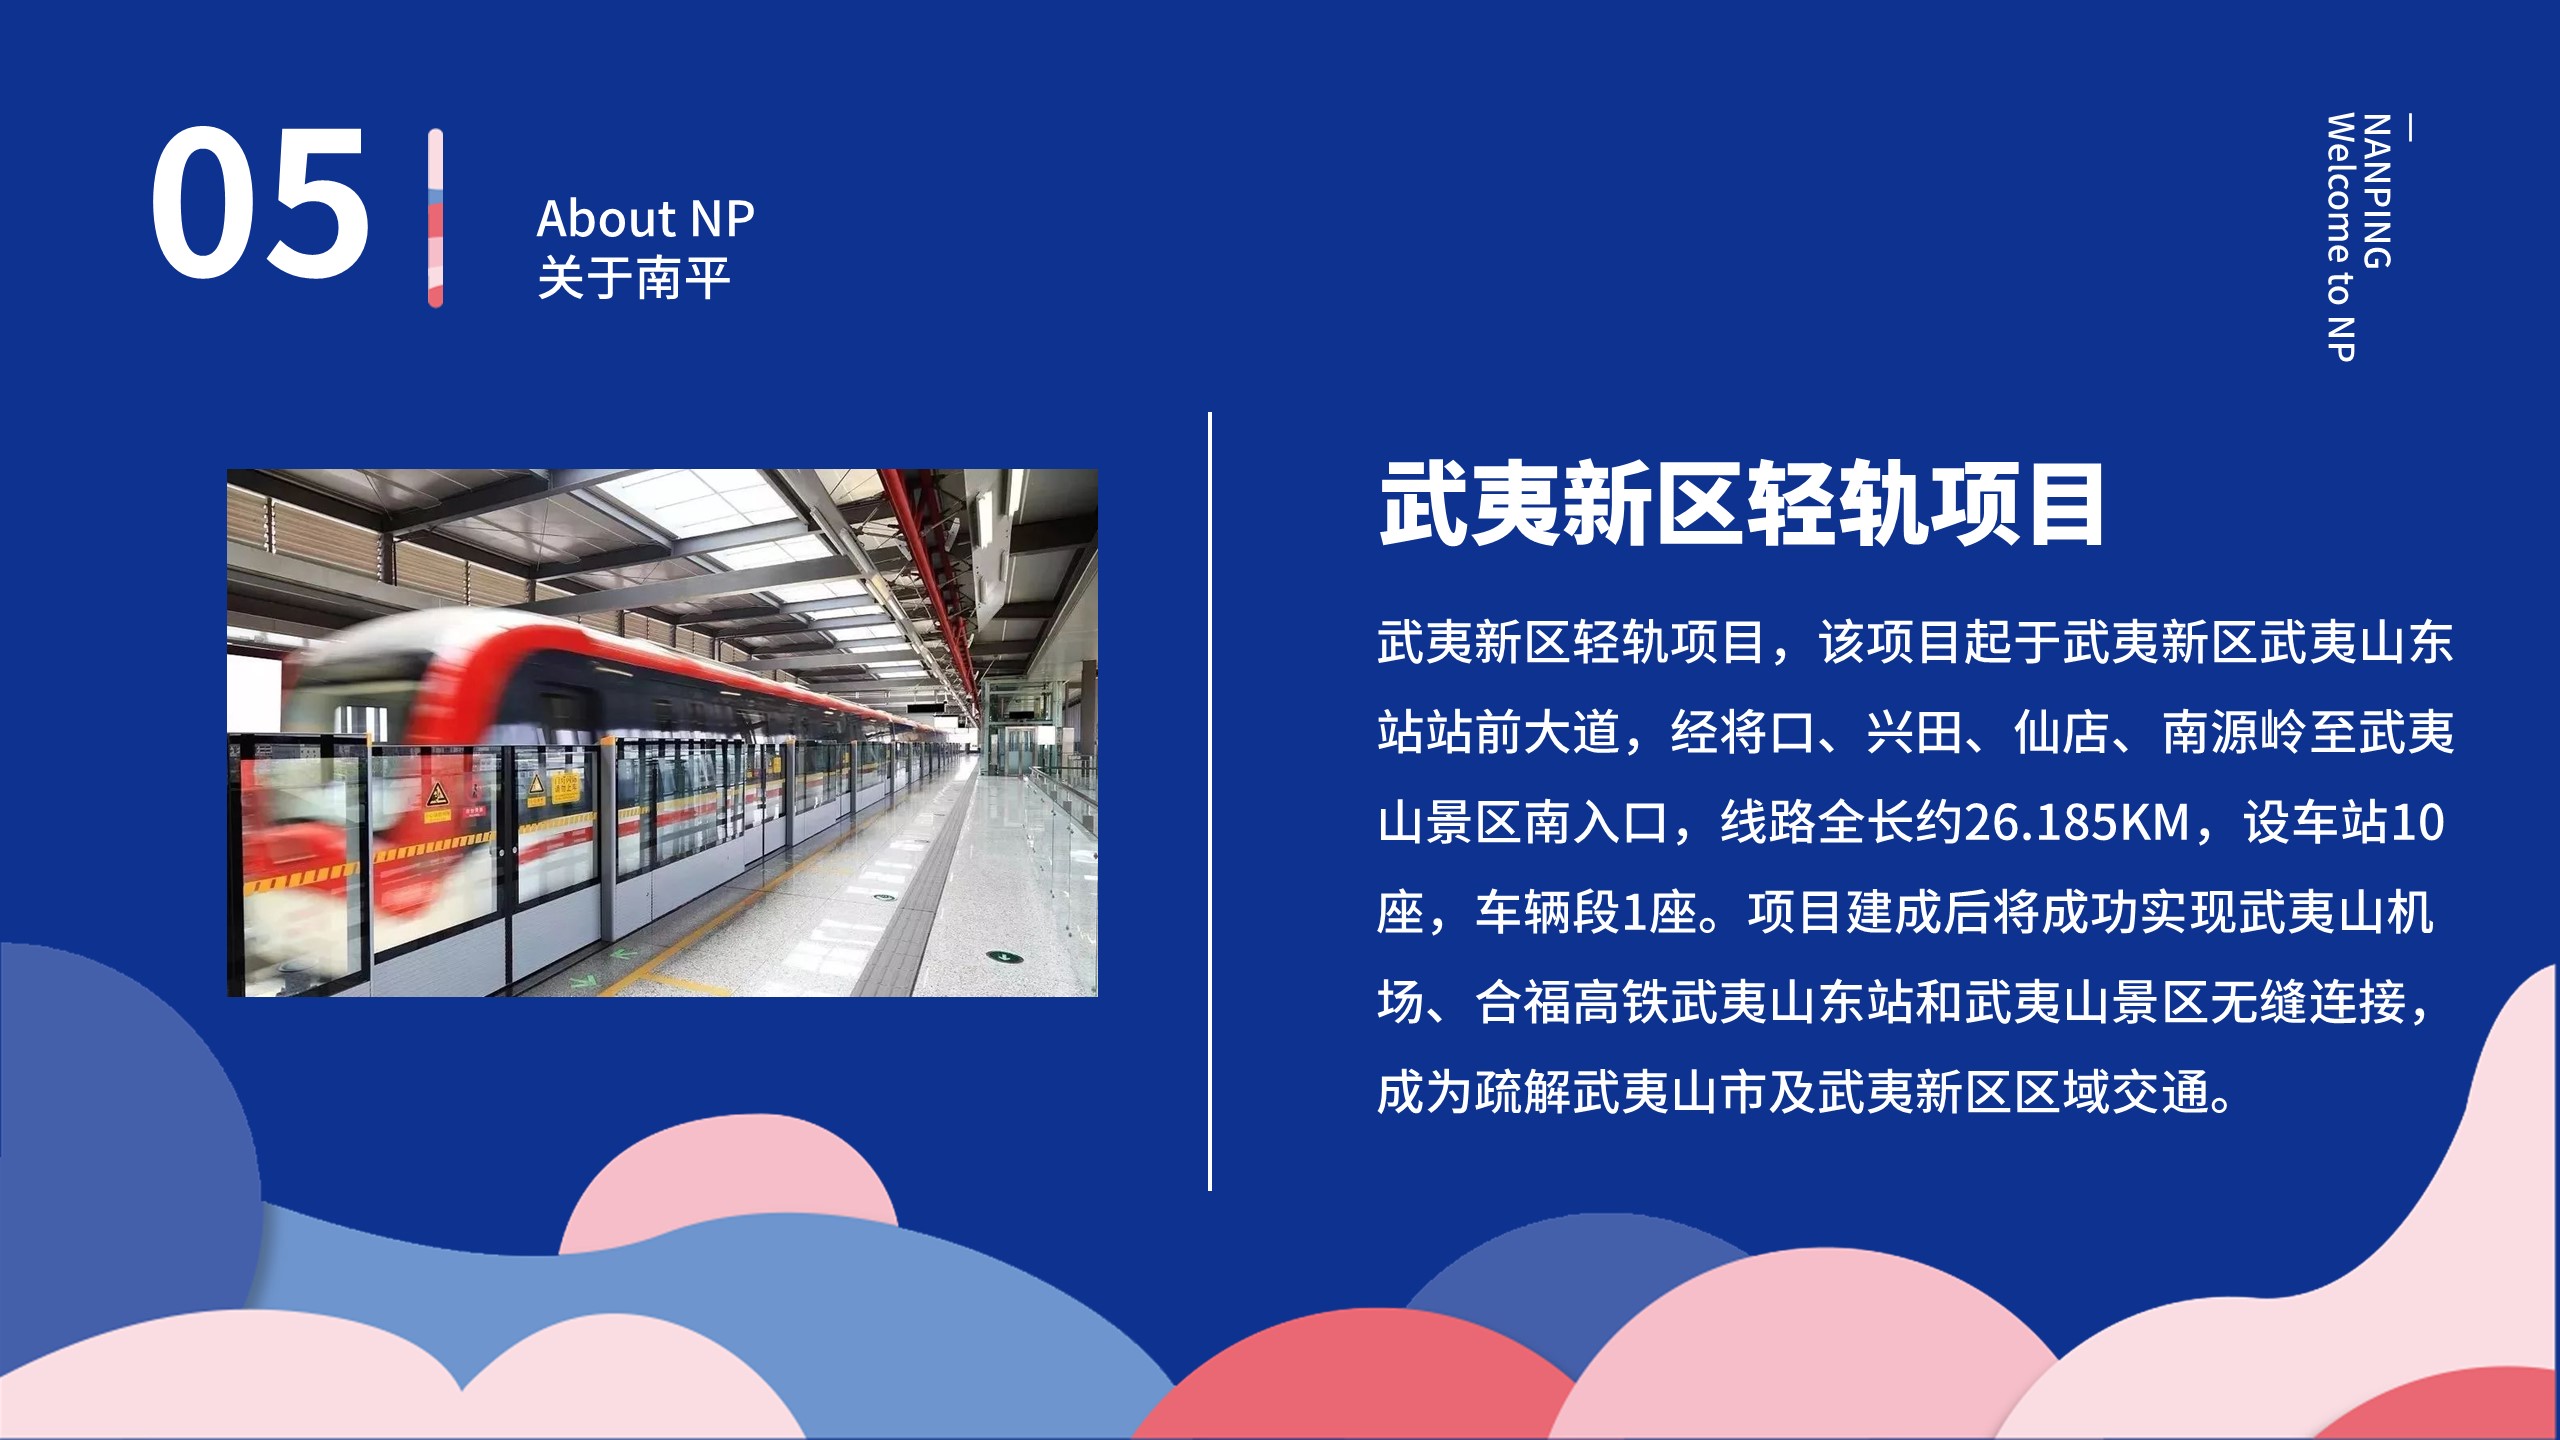 05
About NP
关于南平
—
NANPING
Welcome to NP
武夷新区轻轨项目
武夷新区轻轨项目，该项目起于武夷新区武夷山东
站站前大道，经将口、兴田、仙店、南源岭至武夷
山景区南入口，线路全长约26.185KM，设车站10
座，车辆段1座。项目建成后将成功实现武夷山机
场、合福高铁武夷山东站和武夷山景区无缝连接，
成为疏解武夷山市及武夷新区区域交通。